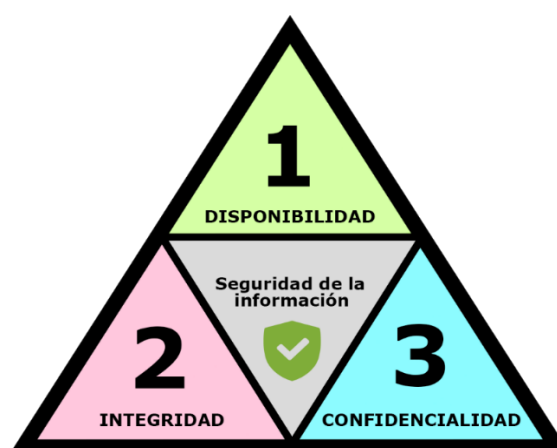 1
DISPONIBILIDAD
Seguridad de la
información
2
INTEGRIDAD
3
CONFIDENCIALIDAD